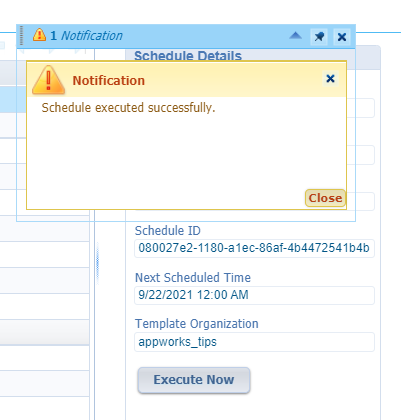 1 Notification
Schedule Details
Notification
Schedule executed successfully.
Close
Schedule ID
080027e2-1180-a1ec-86af-4b4472541b4b
Next Scheduled Time
9/22/2021 12:00 AM
Template Organization
appworks_tips
Execute Now